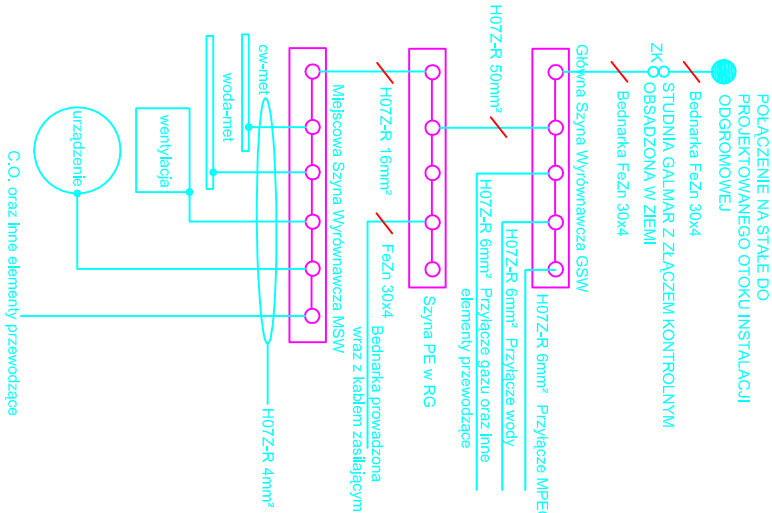 POŁĄCZENIE NA STAŁE DO
PROJEKTOWANEGO OTOKU INSTALACJI
ODGROMOWEJ
Bednarka FeZn 30x4
ZK
STUDNIA GALMAR Z ZŁĄCZEM KONTROLNYM
OBSADZONA W ZIEMI
Bednarka FeZn 30x4
Główna Szyna Wyrównawcza GSW
H07Z-R 6mm² Przyłącze MPE
H07Z-R 6mm² Przyłącze wody
H07Z-R 6mm² Przyłącze gazu oraz inne
elementy przewodzące
H07Z-R 50mm²
Szyna PE w RG
H07Z-R 16mm²
FeZn 30x4
Bednarka prowadzona
wraz z kablem zasilającym
Miejscowa Szyna Wyrównawcza MSW
H07Z-R 4mm²
cw-met
woda-met
wentylacja
urządzenie
C.O. oraz inne elementy przewodzące